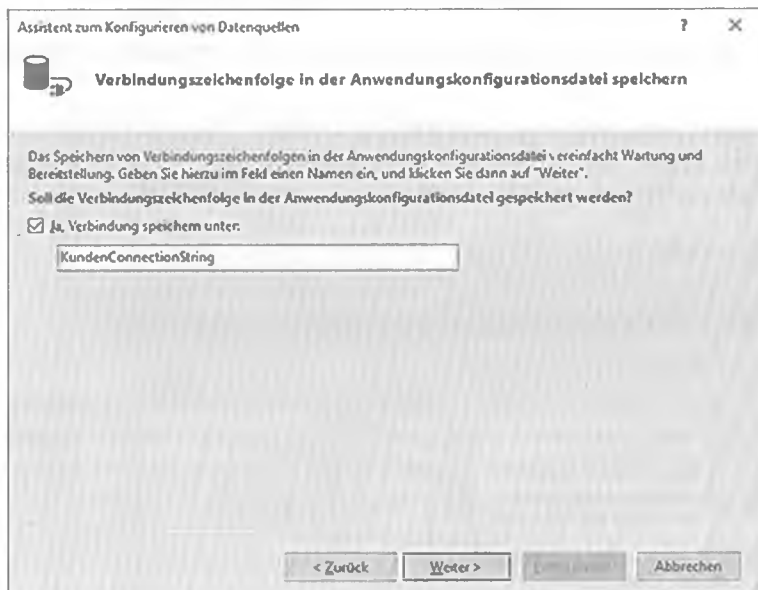 Assistent zum Konfigurieren von Datenquellen ? ×
Verbindungszeichenfolge in der Anwendungskonfigurationsdatei speichern
Das Speichern von Verbindungszeichenfolgen in der Anwendungskonfigurationsdatei vereinfacht Wartung und
Bereitstellung. Geben Sie hierzu im Feld einen Namen ein, und klicken Sie dann auf "Weiter".
Soll die Verbindungszeichenfolge in der Anwendungskonfigurationsdatei gespeichert werden?
Ja, Verbindung speichern unter:
KundenConnectionString
< Zurück Weiter > Abbrechen